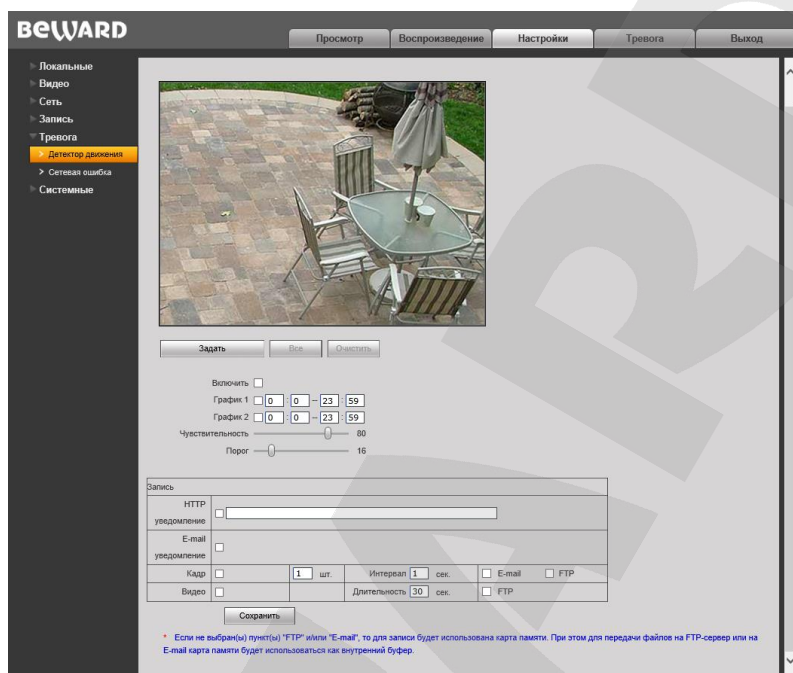 BEWARD
Просмотр Воспроизведение Настройки Тревога Выход
Локальные
Видео
Сеть
Запись
Тревога
> Детектор движения
> Сетевая ошибка
Системные
Задать Все Очистить
Включить
График 1 0 : 0 – 23 : 59
График 2 0 : 0 – 23 : 59
Чувствительность 80
Порог 16
Запись
HTTP
уведомление
E-mail
уведомление
Кадр 1 шт. Интервал 1 сек. E-mail FTP
Видео Длительность 30 сек. FTP
Сохранить
* Если не выбран(ы) пункт(ы) "FTP" и/или "E-mail", то для записи будет использована карта памяти. При этом для передачи файлов на FTP-сервер или на
E-mail карта памяти будет использоваться как внутренний буфер.